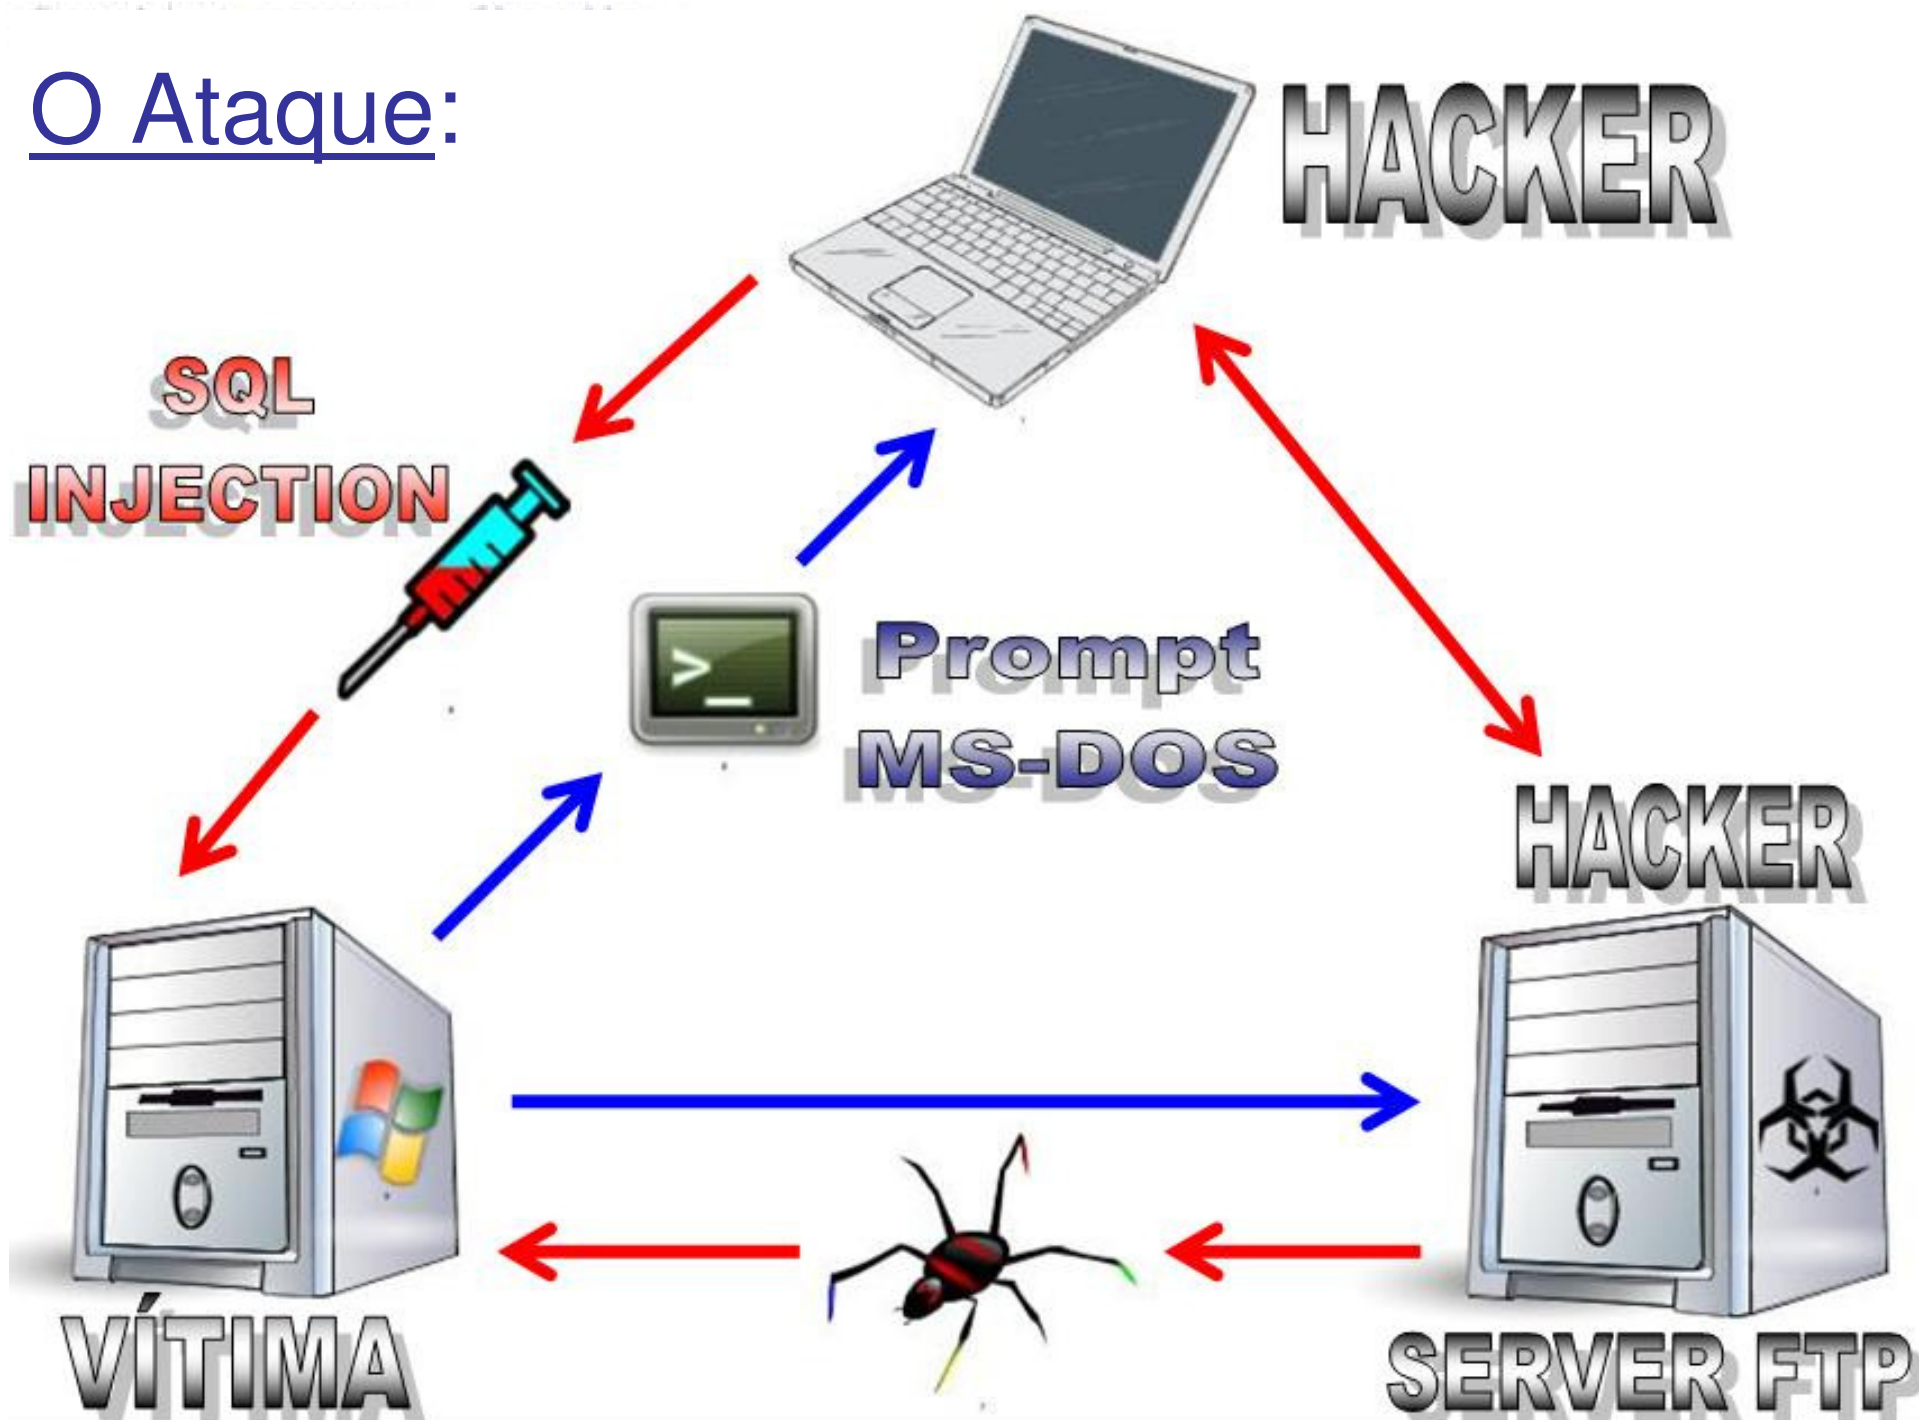 O Ataque:
HACKER
SQL
INJECTION
>_
Prompt
MS-DOS
HACKER
VÍTIMA
SERVER FTP